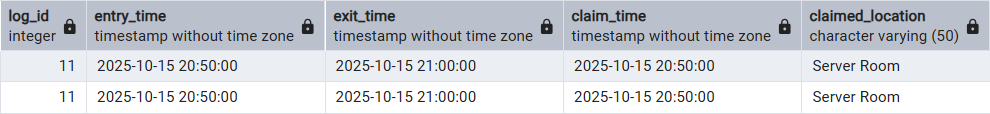 log_id entry_time exit_time claim_time claimed_location
integer timestamp without time zone timestamp without time zone timestamp without time zone character varying (50)
11 2025-10-15 20:50:00 2025-10-15 21:00:00 2025-10-15 20:50:00 Server Room
11 2025-10-15 20:50:00 2025-10-15 21:00:00 2025-10-15 20:50:00 Server Room